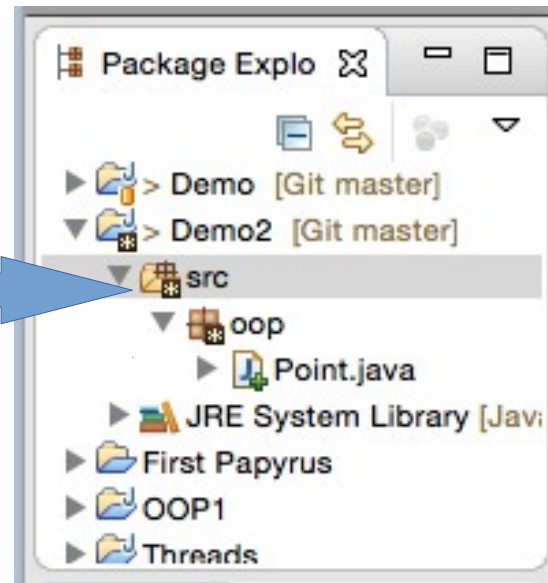 Package Explo
> Demo [Git master]
> Demo2 [Git master]
src
oop
Point.java
JRE System Library [Java
First Papyrus
OOP1
Threads